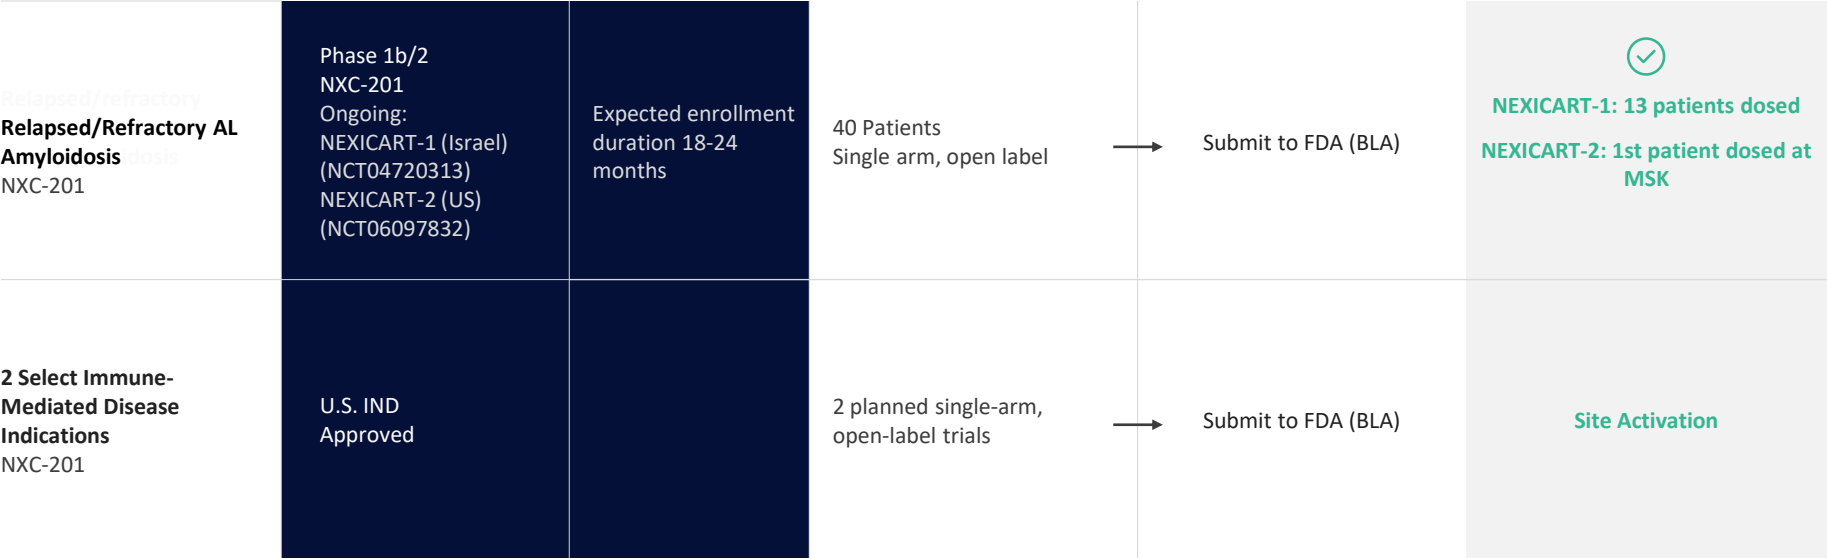 Relapsed/refractory
Relapsed/Refractory AL
Amyloidosis
NXC-201
Phase 1b/2
NXC-201
Ongoing:
NEXICART-1 (Israel)
(NCT04720313)
NEXICART-2 (US)
(NCT06097832)
Expected enrollment
duration 18-24
months
40 Patients
Single arm, open label
Submit to FDA (BLA)
NEXICART-1: 13 patients dosed
NEXICART-2: 1st patient dosed at
MSK
2 Select Immune-
Mediated Disease
Indications
NXC-201
U.S. IND
Approved
2 planned single-arm,
open-label trials
Submit to FDA (BLA)
Site Activation